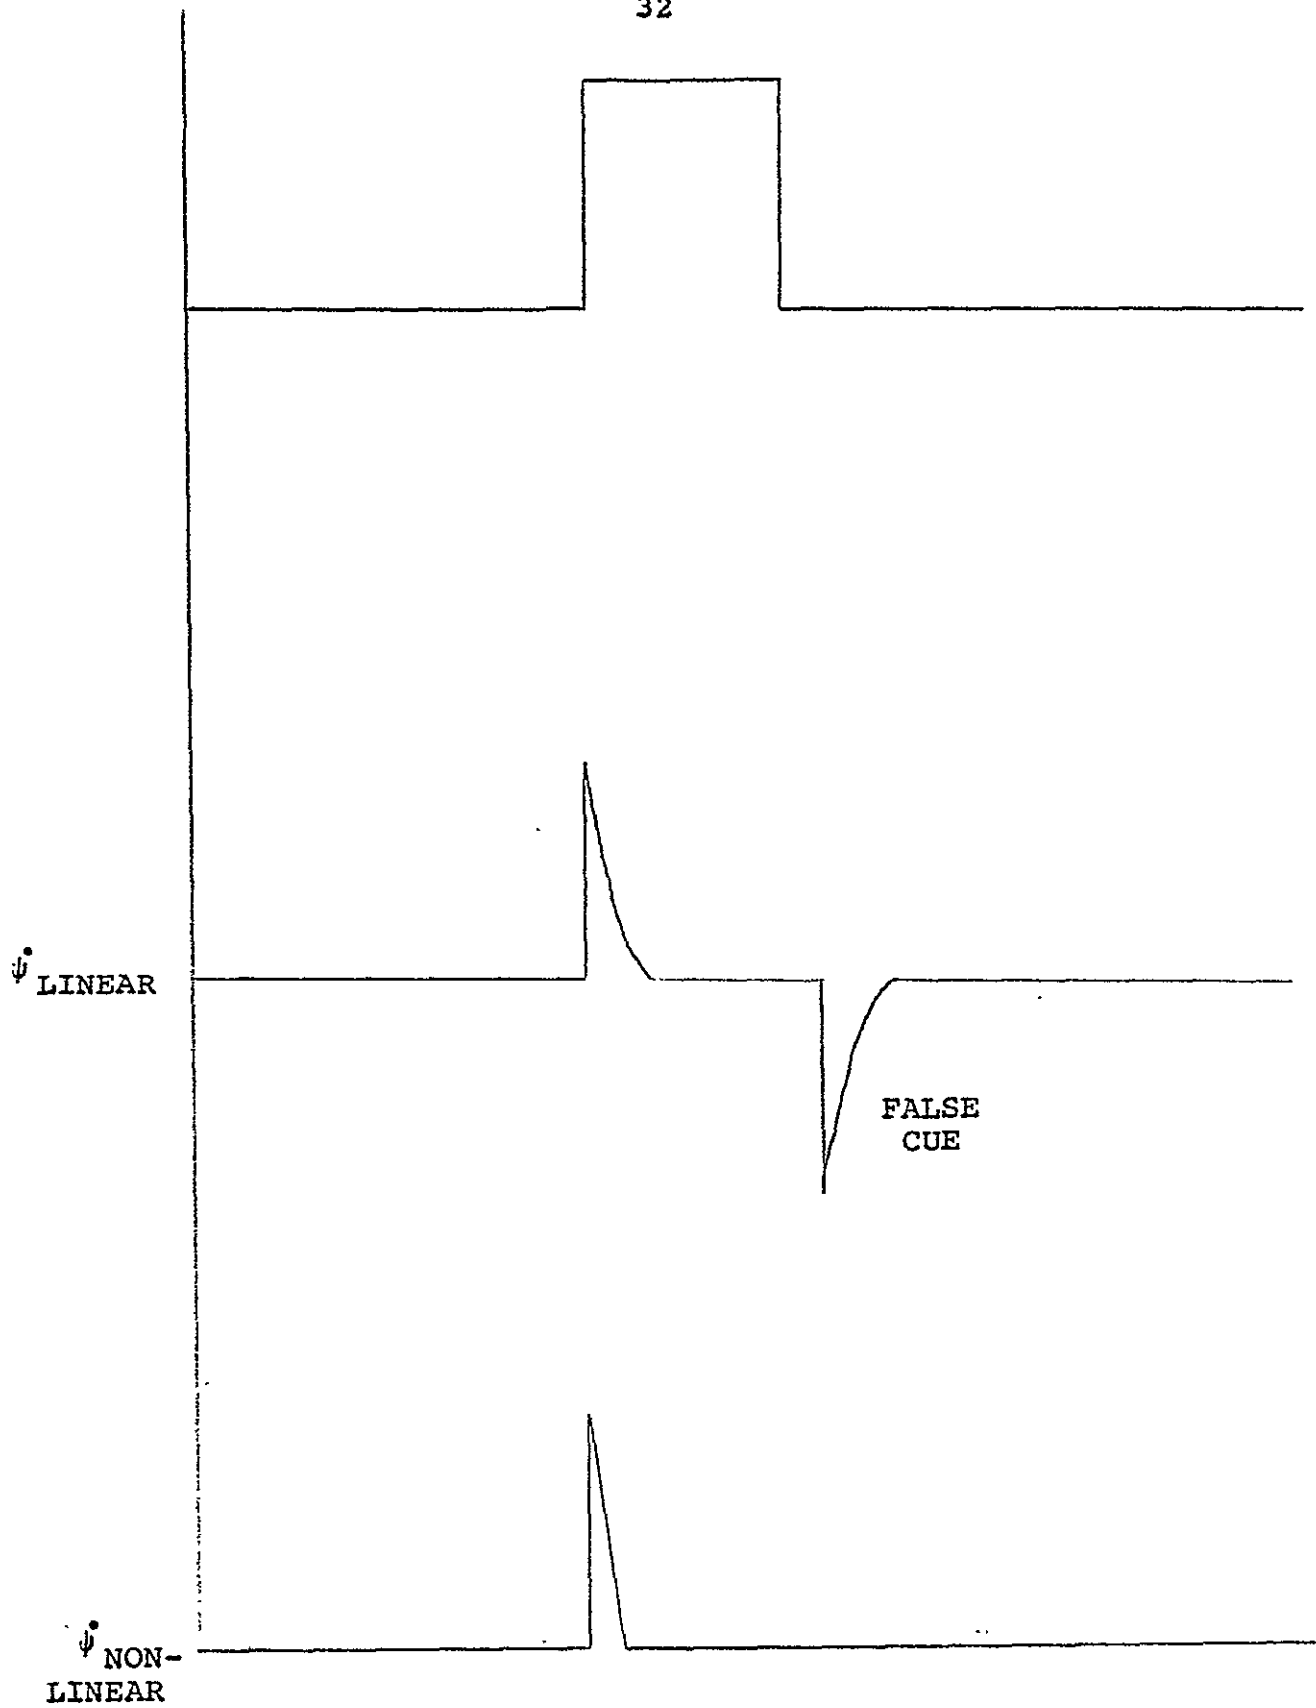 32
ψ̇ LINEAR
FALSE
CUE
ψ̇ NON-
LINEAR